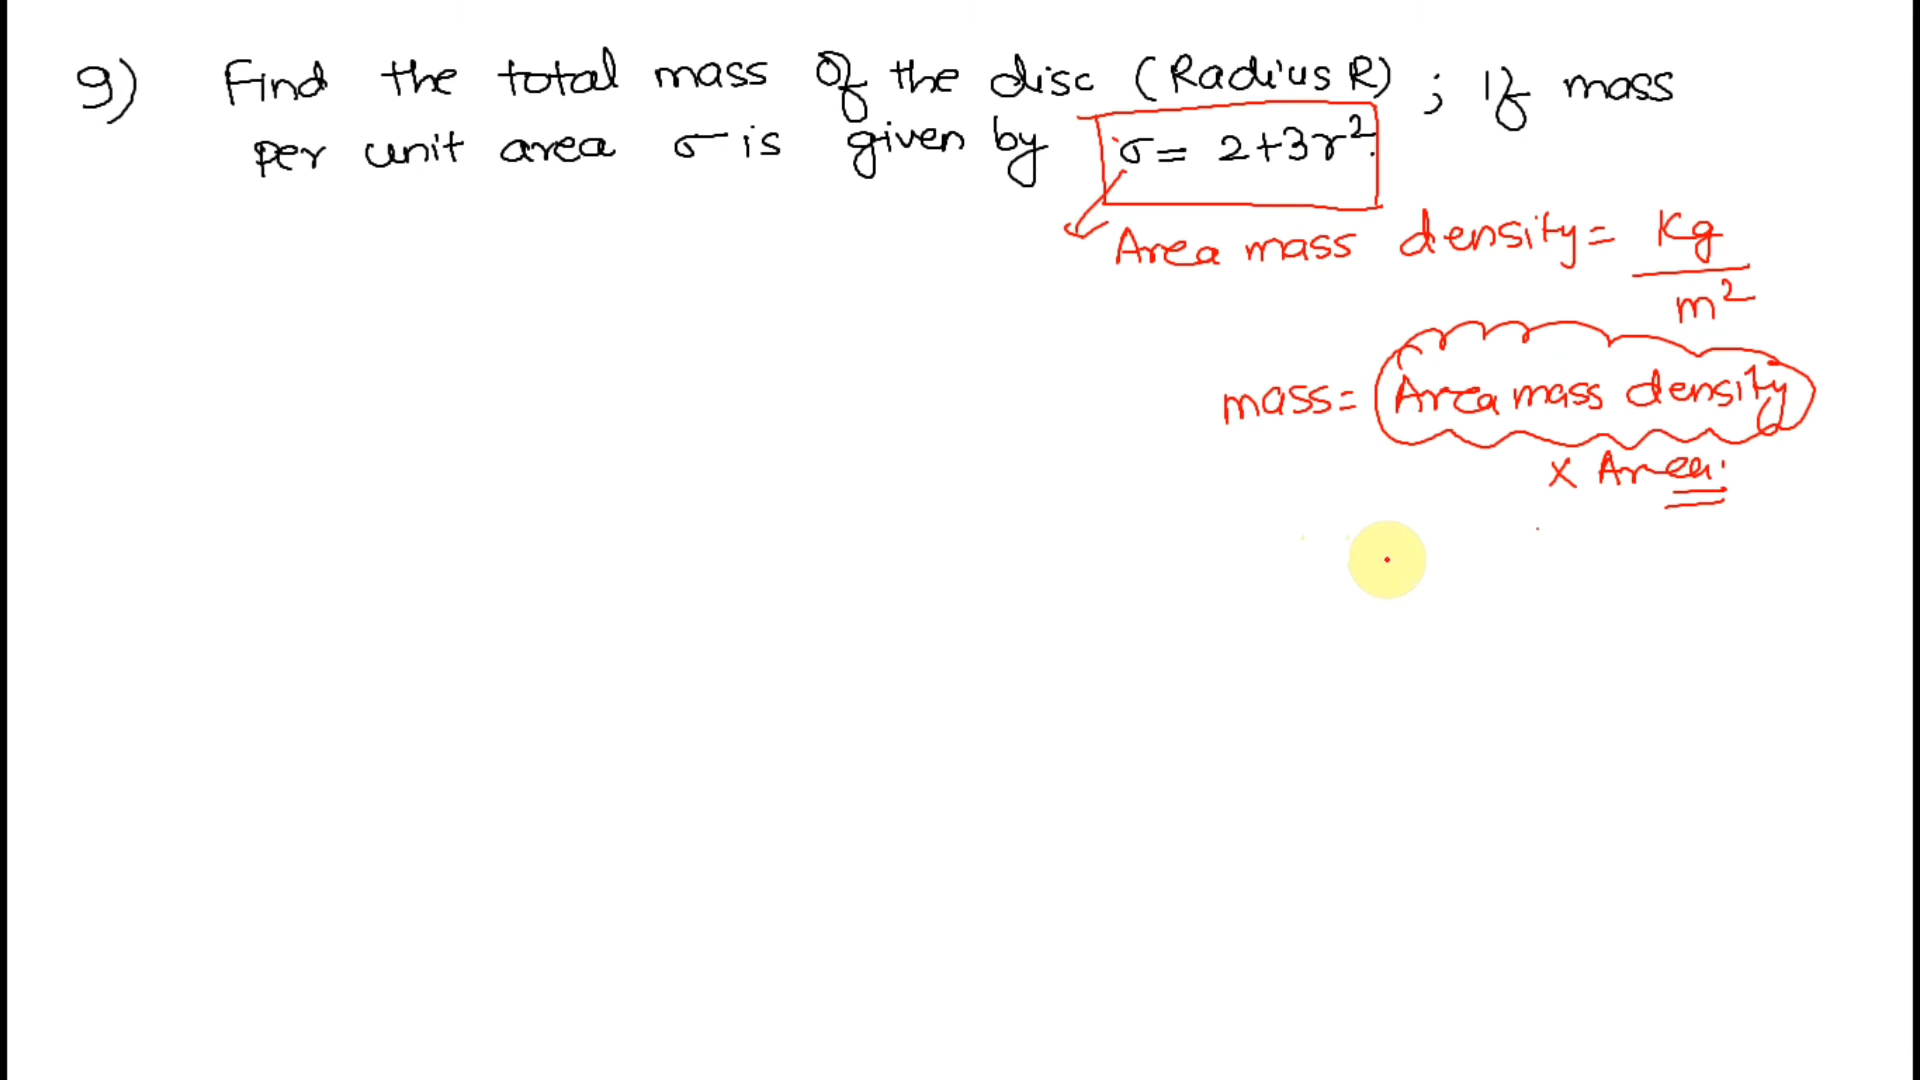 9) Find the total mass of the disc (Radius R) ; If mass
per unit area σ is given by σ = 2+3r².
Area mass density = Kg/m²
mass = Area mass density
x Area.